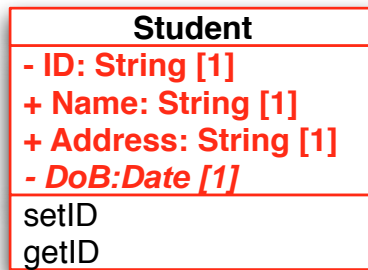 Student
- ID: String [1]
+ Name: String [1]
+ Address: String [1]
- DoB:Date [1]
setID
getID